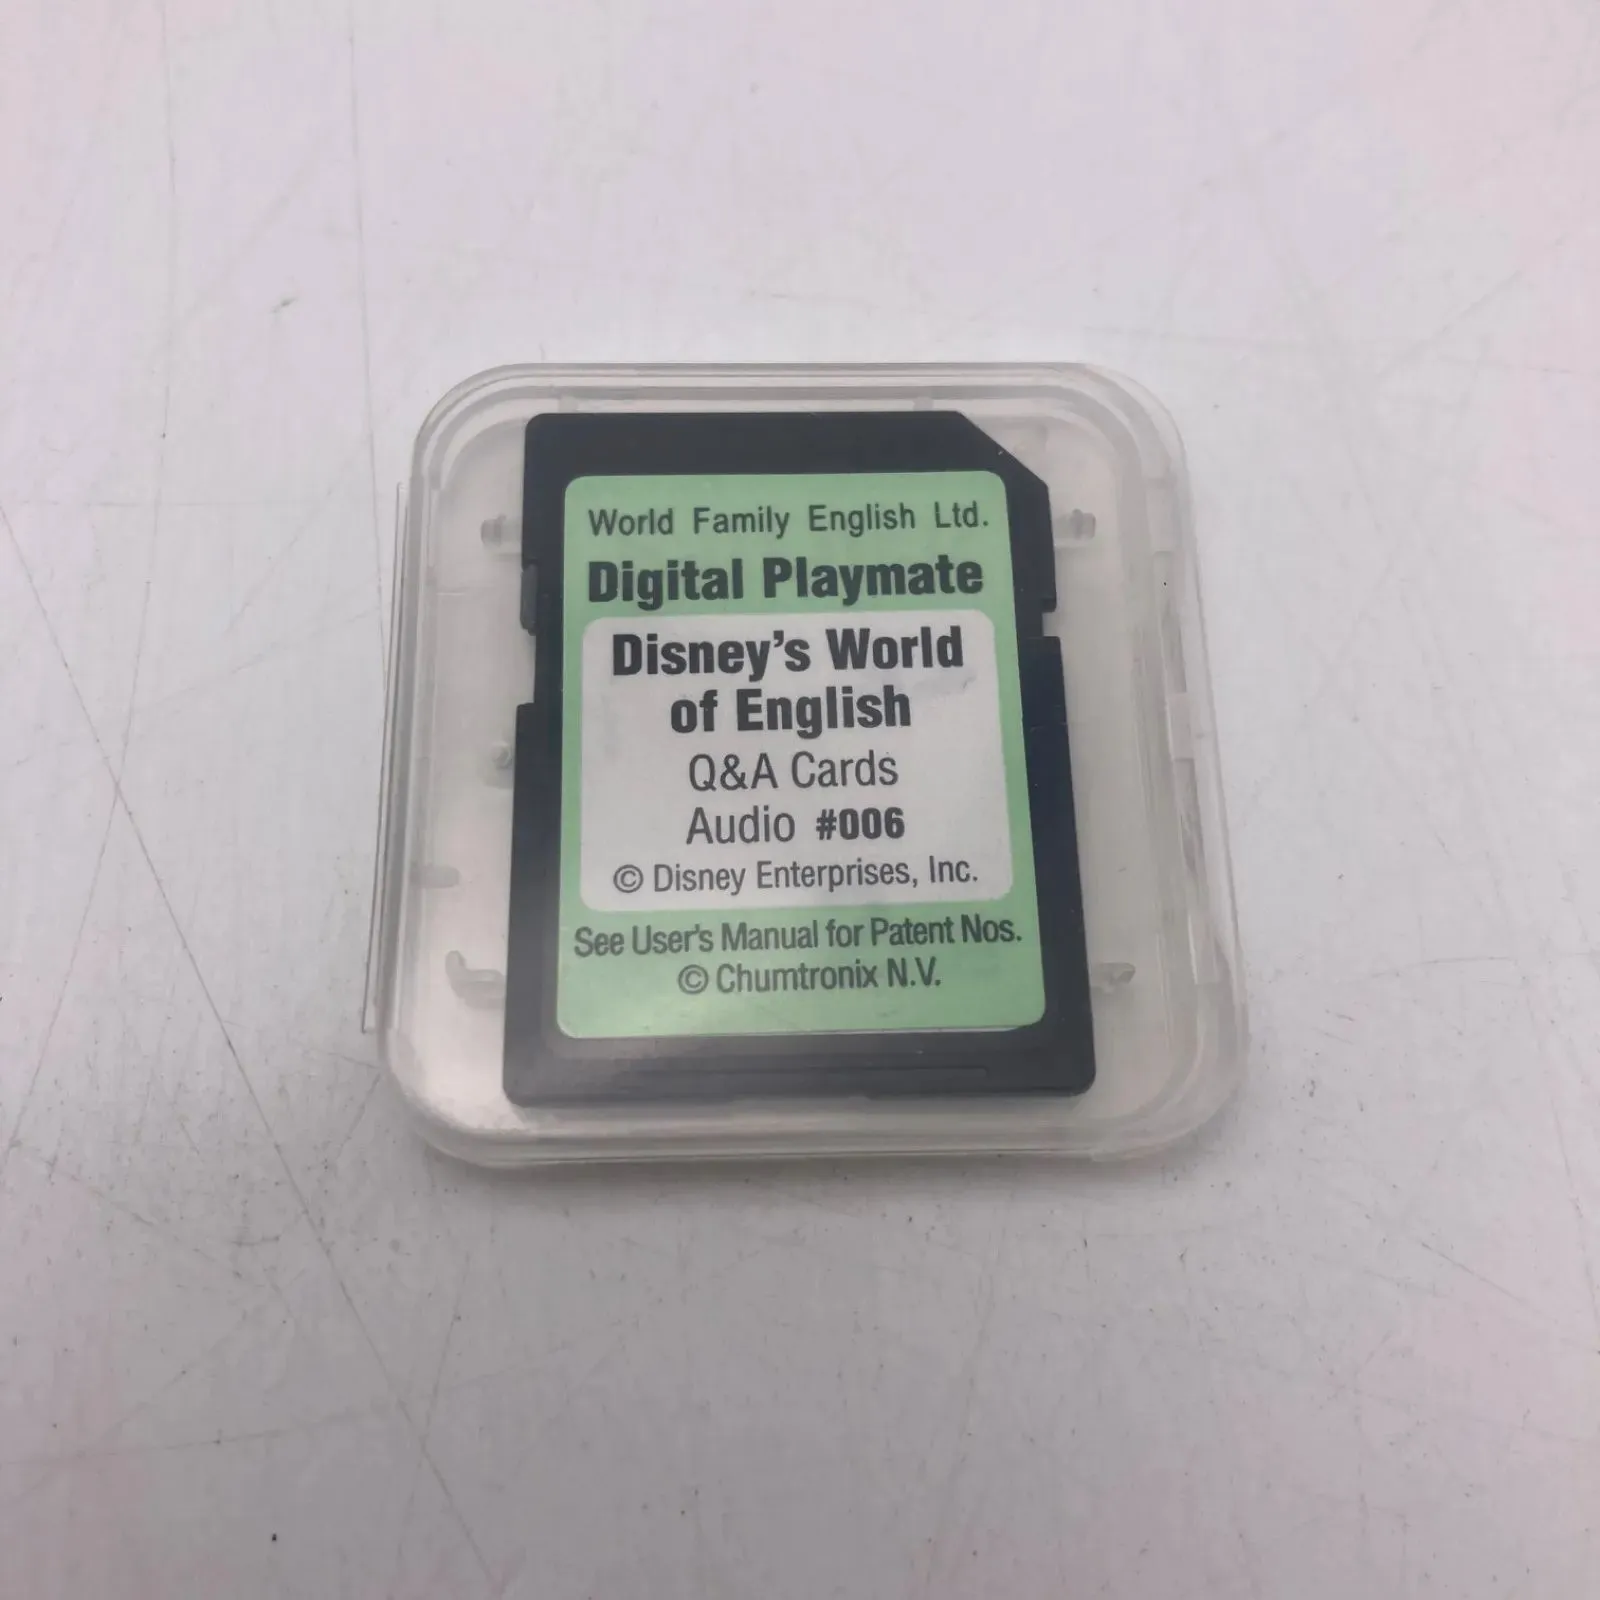 World Family English Ltd.
Digital Playmate
Disney's World
of English
Q&A Cards
Audio #006
© Disney Enterprises, Inc.
See User's Manual for Patent Nos.
© Chumtronix N.V.